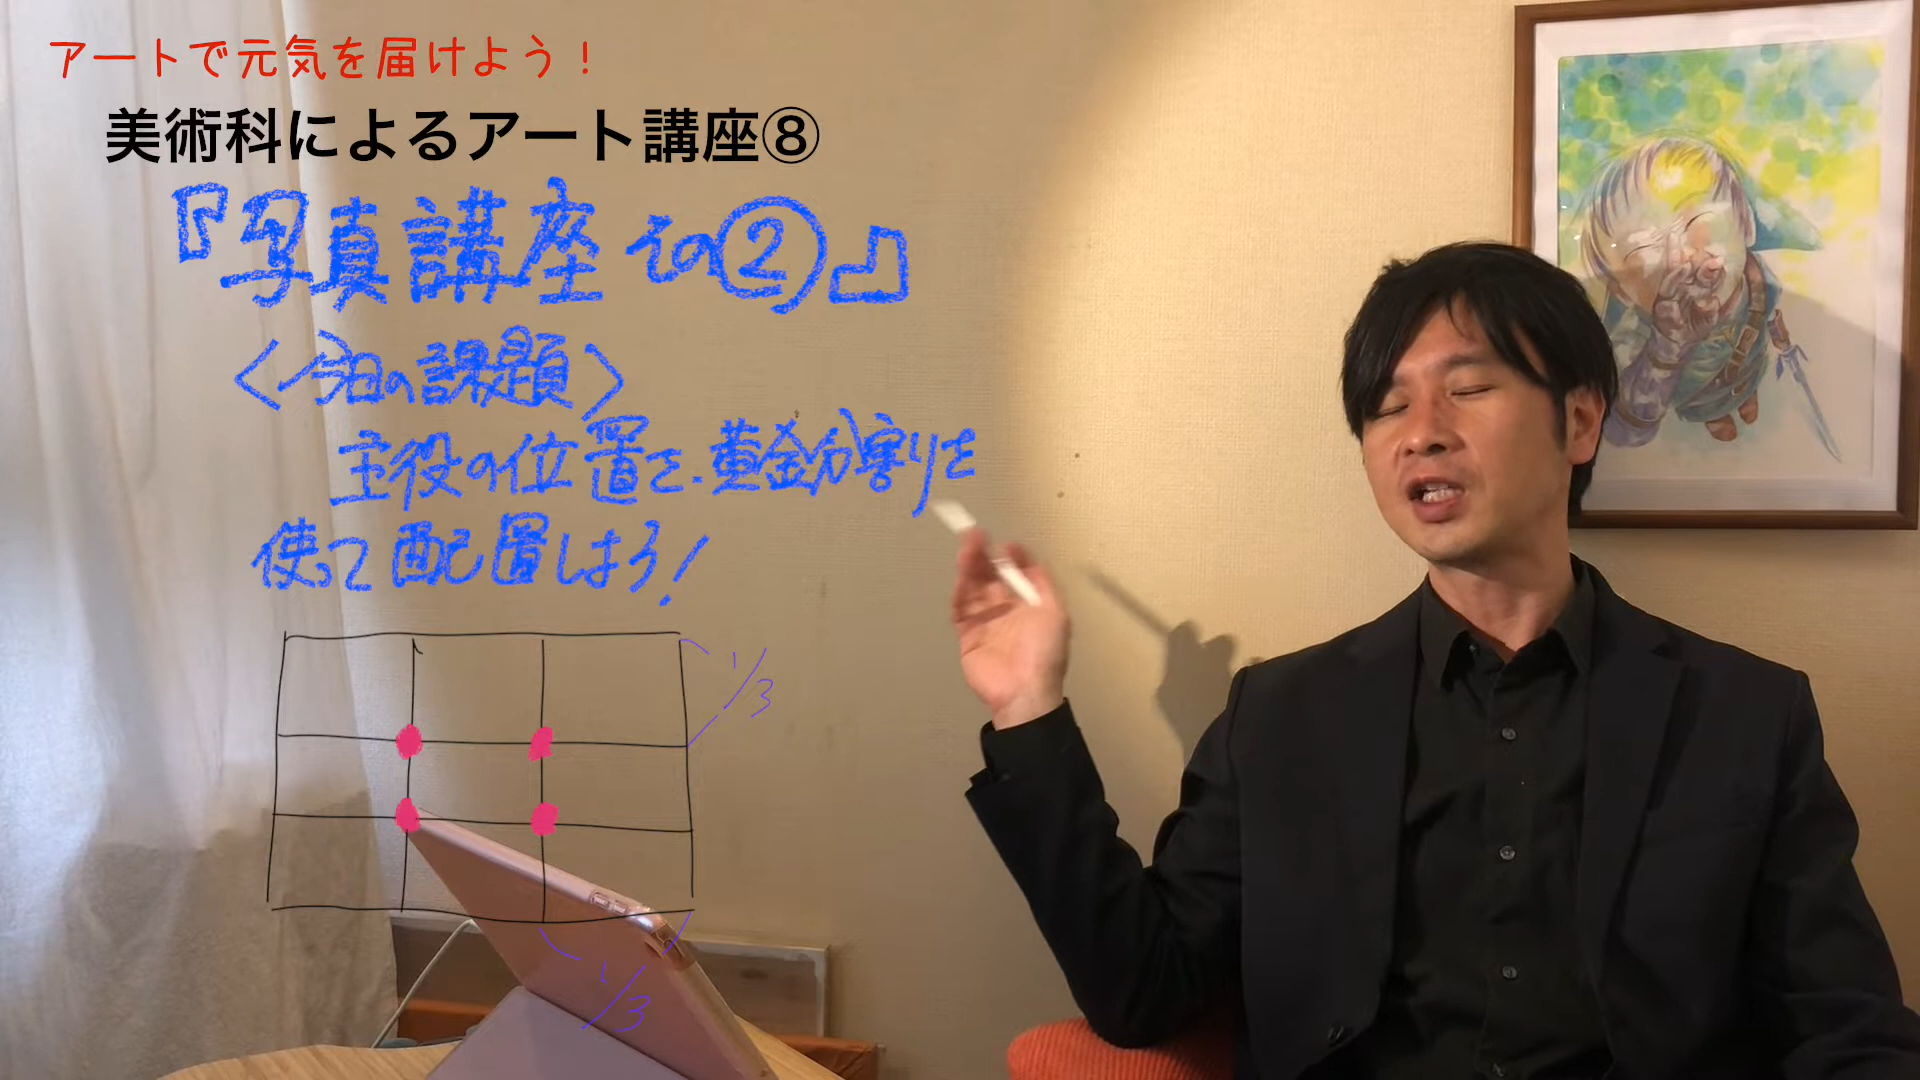 アートで元気を届けよう！
美術科によるアート講座⑧
『写真講座その②』
＜今日の課題＞
主役の位置を、黄金分割りを
使って配置しよう！
1/3
1/3